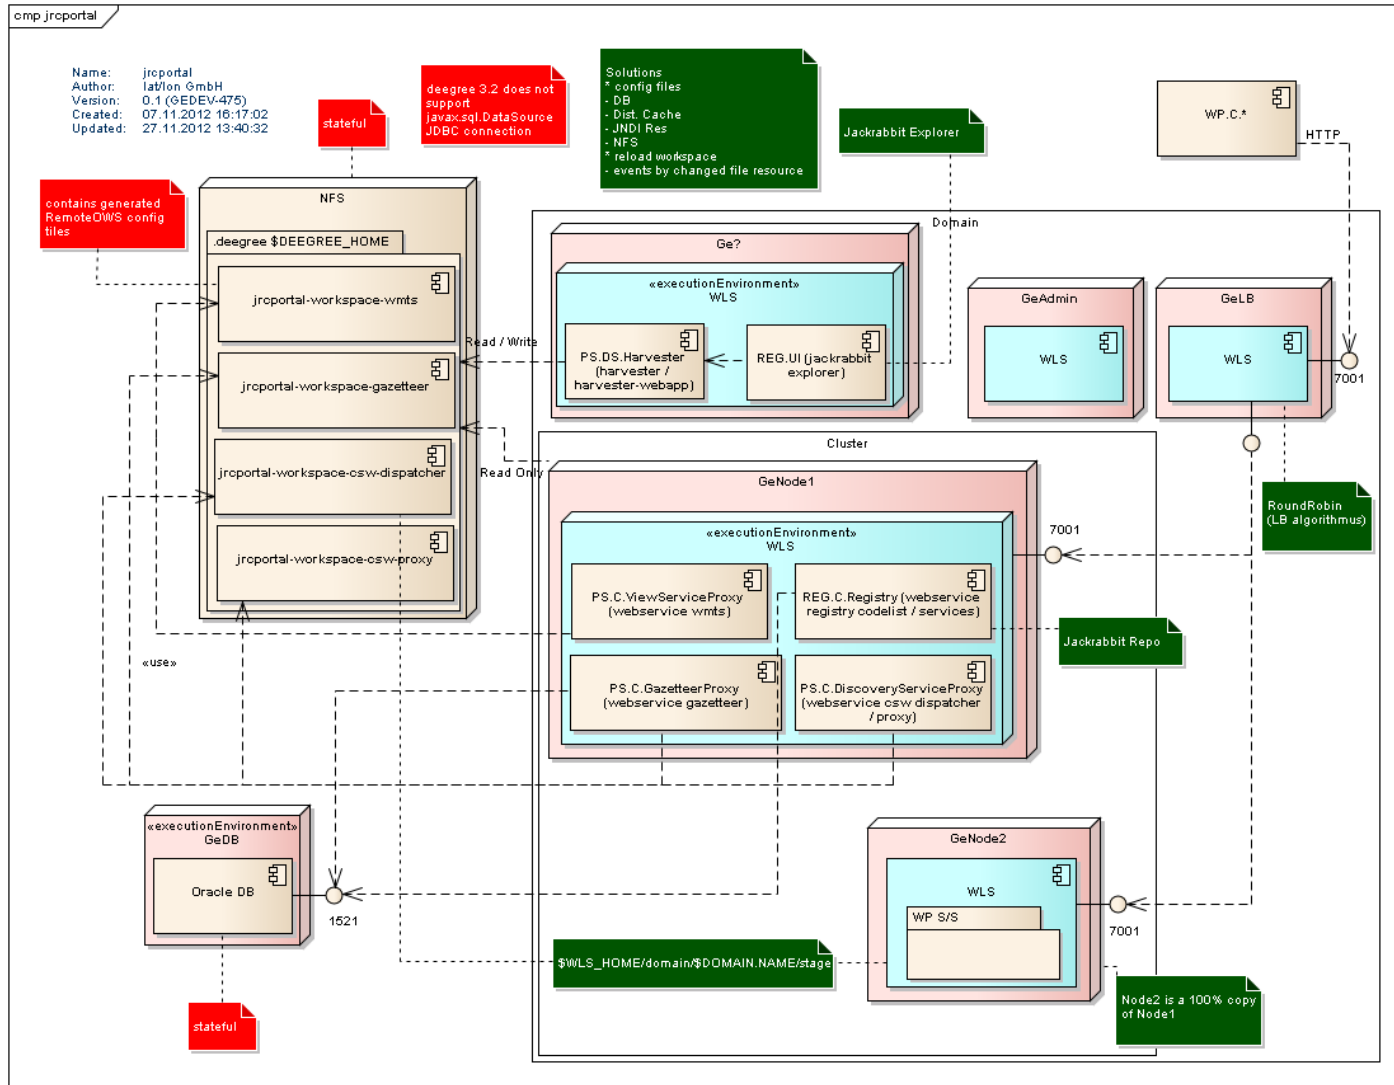 cmp jrcportal
Name: jrcportal
Author: lat/lon GmbH
Version: 0.1 (GEDEV-475)
Created: 07.11.2012 16:17:02
Updated: 27.11.2012 13:40:32
stateful
deegree 3.2 does not
support
javax.sql.DataSource
JDBC connection
Solutions
* config files
- DB
- Dist. Cache
- JNDI Res
- NFS
* reload workspace
- events by changed file resource
Jackrabbit Explorer
WP.C.*
HTTP
contains generated
RemoteOWS config
tiles
NFS
.deegree $DEEGREE_HOME
jrcportal-workspace-wmts
jrcportal-workspace-gazetteer
jrcportal-workspace-csw-dispatcher
jrcportal-workspace-csw-proxy
Domain
Ge?
«executionEnvironment»
WLS
PS.DS.Harvester
(harvester /
harvester-webapp)
REG.UI (jackrabbit
explorer)
Read / Write
Read Only
GeAdmin
WLS
GeLB
WLS
7001
RoundRobin
(LB algorithmus)
Cluster
GeNode1
«executionEnvironment»
WLS
7001
PS.C.ViewServiceProxy
(webservice wmts)
REG.C.Registry (webservice
registry codelist / services)
Jackrabbit Repo
PS.C.GazetteerProxy
(webservice gazetteer)
PS.C.DiscoveryServiceProxy
(webservice csw dispatcher
/ proxy)
«use»
«executionEnvironment»
GeDB
Oracle DB
1521
stateful
GeNode2
WLS
WP S/S
7001
$WLS_HOME/domain/$DOMAIN.NAME/stage
Node2 is a 100% copy
of Node1